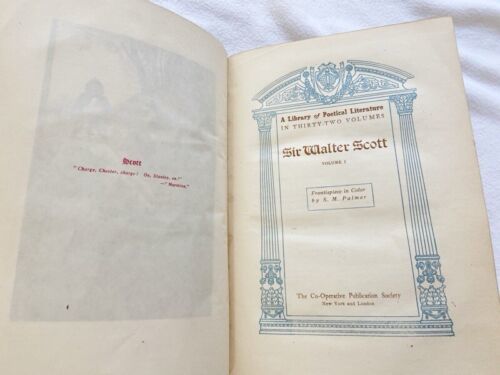 Scott
"Charge, Chester, charge! On, Stanley, on!"
—"Marmion."
A Library of Poetical Literature
IN THIRTY-TWO VOLUMES
Sir Walter Scott
VOLUME I
Frontispiece in Color
by S. M. Palmer
The Co-Operative Publication Society
New York and London